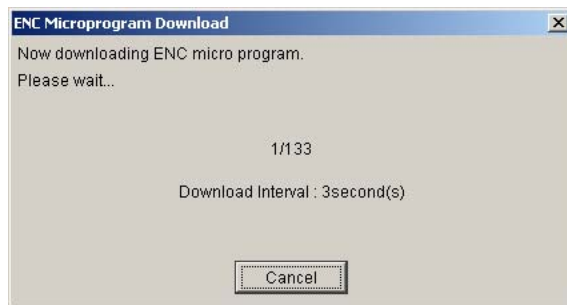 ENC Microprogram Download
Now downloading ENC micro program.
Please wait...
1/133
Download Interval : 3second(s)
Cancel